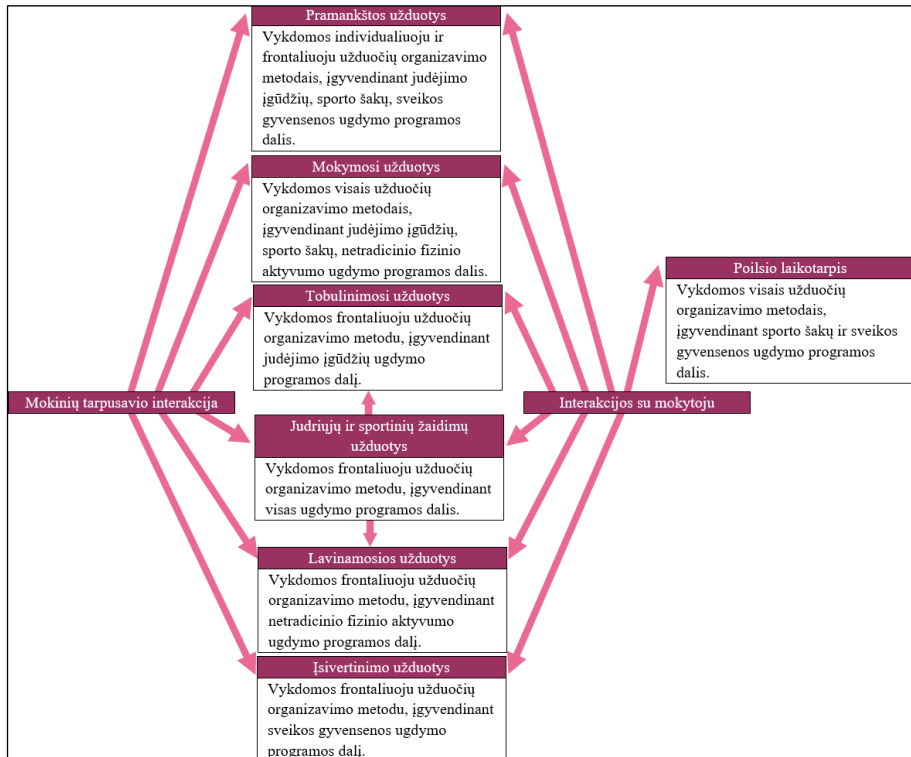 Pramankštos užduotys
Vykdomos individualiuoju ir
frontaliuoju užduočių organizavimo
metodais, įgyvendinant judėjimo
įgūdžių, sporto šakų, sveikos
gyvensenos ugdymo programos
dalis.
Mokymosi užduotys
Vykdomos visais užduočių
organizavimo metodais,
įgyvendinant judėjimo įgūdžių,
sporto šakų, netradicinio fizinio
aktyvumo ugdymo programos dalis.
Poilsio laikotarpis
Vykdomos visais užduočių
organizavimo metodais,
įgyvendinant sporto šakų ir sveikos
gyvensenos ugdymo programos
dalis.
Tobulinimosi užduotys
Vykdomos frontaliuoju užduočių
organizavimo metodu, įgyvendinant
judėjimo įgūdžių ugdymo
programos dalį.
Mokinių tarpusavio interakcija
Interakcijos su mokytoju
Judriųjų ir sportinių žaidimų
užduotys
Vykdomos frontaliuoju užduočių
organizavimo metodu, įgyvendinant
visas ugdymo programos dalis.
Lavinamosios užduotys
Vykdomos frontaliuoju užduočių
organizavimo metodu, įgyvendinant
netradicinio fizinio aktyvumo
ugdymo programos dalį.
Įsivertinimo užduotys
Vykdomos frontaliuoju užduočių
organizavimo metodu, įgyvendinant
sveikos gyvensenos ugdymo
programos dalį.